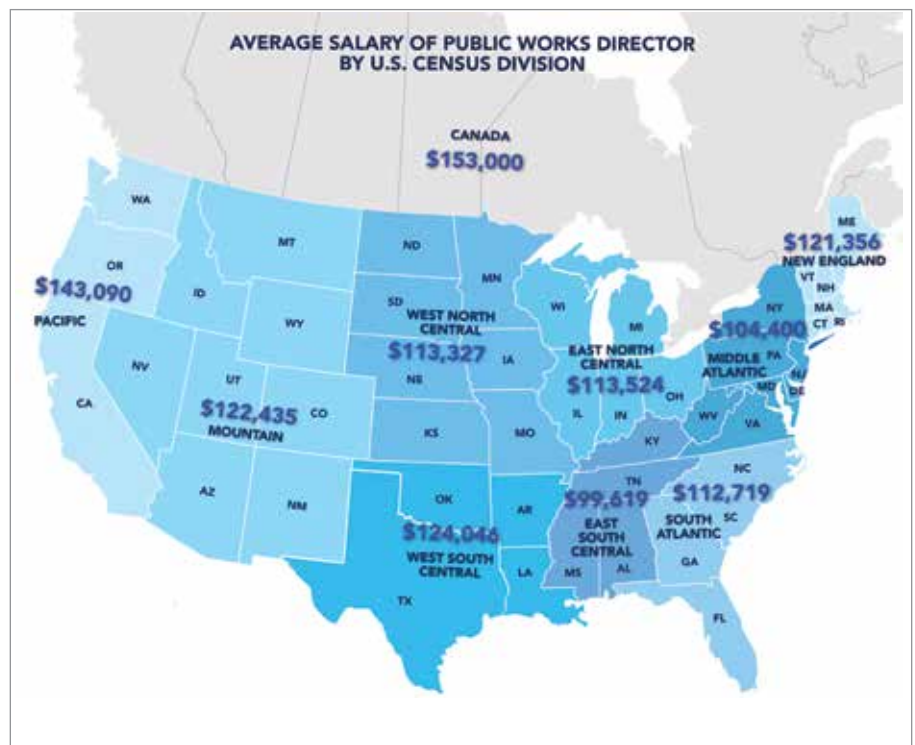 AVERAGE SALARY OF PUBLIC WORKS DIRECTOR
BY U.S. CENSUS DIVISION
CANADA
$153,000
WA
MT
ND
MN
ME
$121,356
NEW ENGLAND
OR
$143,090
PACIFIC
ID
WY
SD
WEST NORTH
CENTRAL
$113,327
NE
IA
WI
MI
EAST NORTH
CENTRAL
$113,524
IL
IN
OH
VT
NH
MA
CT
RI
NY
$104,400
MIDDLE
ATLANTIC
PA
NJ
MD
DE
WV
VA
NV
UT
CO
$122,435
MOUNTAIN
CA
AZ
NM
KS
MO
KY
OK
$124,046
WEST SOUTH
CENTRAL
TX
AR
LA
TN
$99,619
EAST
SOUTH
CENTRAL
MS
AL
NC
$112,719
SOUTH
ATLANTIC
SC
GA
FL